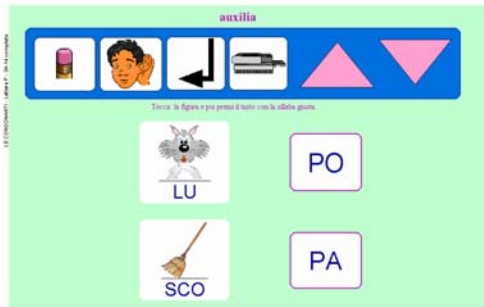 auxilia
Tocca la figura e poi premi il tasto con la sillaba giusta.
LU
PO
SCO
PA